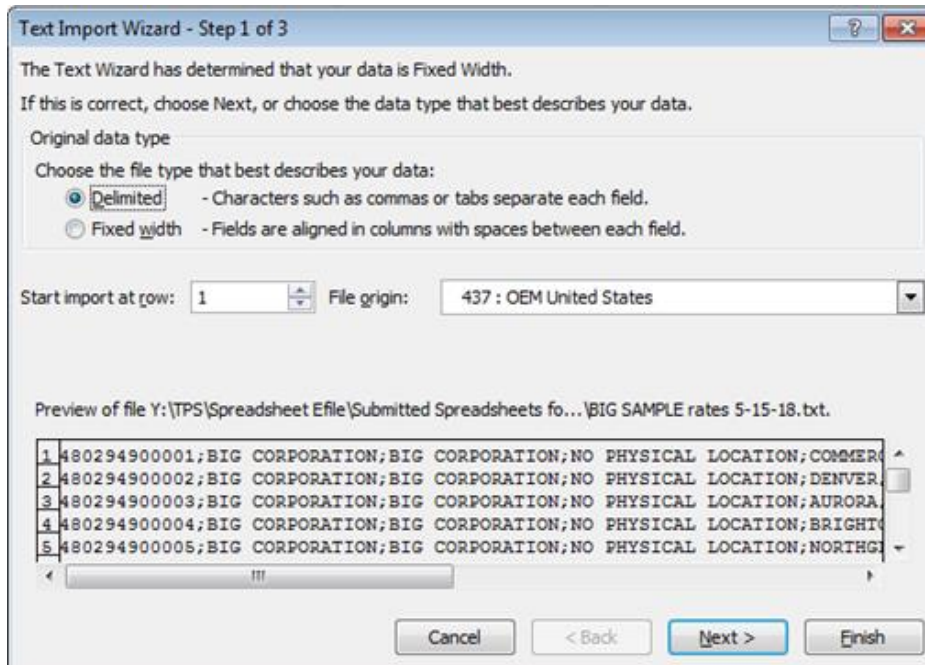 Text Import Wizard - Step 1 of 3
The Text Wizard has determined that your data is Fixed Width.
If this is correct, choose Next, or choose the data type that best describes your data.
Original data type
Choose the file type that best describes your data:
Delimited - Characters such as commas or tabs separate each field.
Fixed width - Fields are aligned in columns with spaces between each field.
Start import at row: 1 File origin: 437 : OEM United States
Preview of file Y:\TPS\Spreadsheet Efile\Submitted Spreadsheets fo...\BIG SAMPLE rates 5-15-18.txt.
1 480294900001;BIG CORPORATION;BIG CORPORATION;NO PHYSICAL LOCATION;COMMERC
2 480294900002;BIG CORPORATION;BIG CORPORATION;NO PHYSICAL LOCATION;DENVER,
3 480294900003;BIG CORPORATION;BIG CORPORATION;NO PHYSICAL LOCATION;AURORA,
4 480294900004;BIG CORPORATION;BIG CORPORATION;NO PHYSICAL LOCATION;BRIGHTO
5 480294900005;BIG CORPORATION;BIG CORPORATION;NO PHYSICAL LOCATION;NORTHGL
Cancel < Back Next > Finish